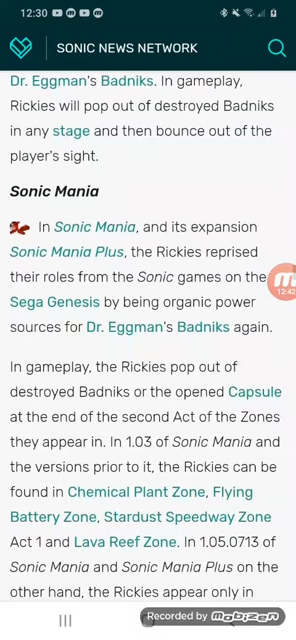 12:30
SONIC NEWS NETWORK
Dr. Eggman's Badniks. In gameplay,
Rickies will pop out of destroyed Badniks
in any stage and then bounce out of the
player's sight.
Sonic Mania
In Sonic Mania, and its expansion
Sonic Mania Plus, the Rickies reprised
their roles from the Sonic games on the
Sega Genesis by being organic power
12:42
sources for Dr. Eggman's Badniks again.
In gameplay, the Rickies pop out of
destroyed Badniks or the opened Capsule
at the end of the second Act of the Zones
they appear in. In 1.03 of Sonic Mania and
the versions prior to it, the Rickies can be
found in Chemical Plant Zone, Flying
Battery Zone, Stardust Speedway Zone
Act 1 and Lava Reef Zone. In 1.05.0713 of
Sonic Mania and Sonic Mania Plus on the
other hand, the Rickies appear only in
Recorded by mobizen